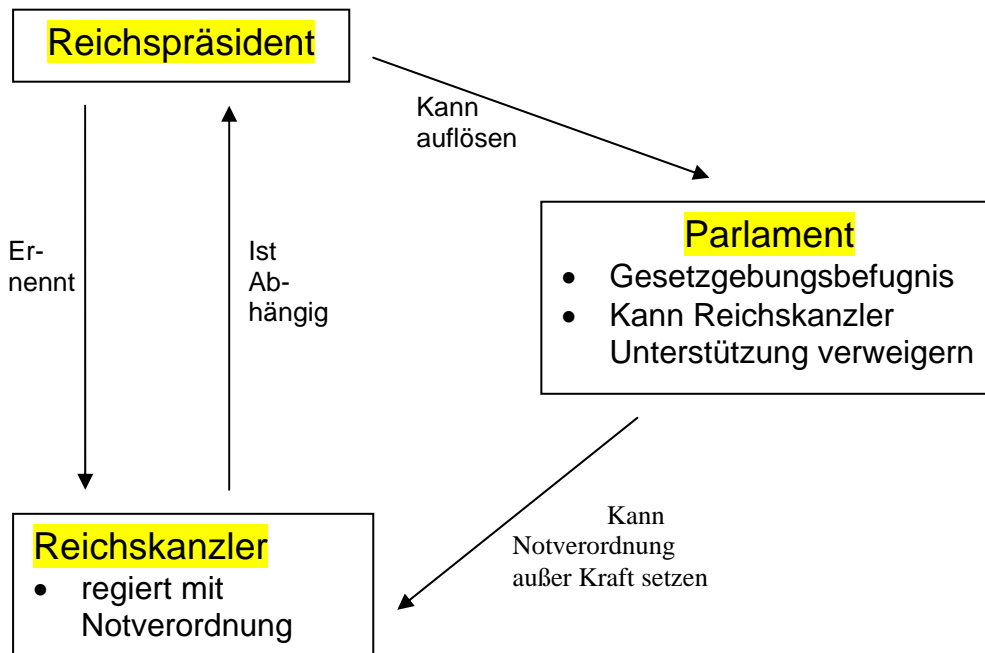 Reichspräsident
Kann
auflösen
Er-
nennt
Ist
Ab-
hängig
Parlament
• Gesetzgebungsbefugnis
• Kann Reichskanzler
Unterstützung verweigern
Kann
Notverordnung
außer Kraft setzen
Reichskanzler
• regiert mit
Notverordnung